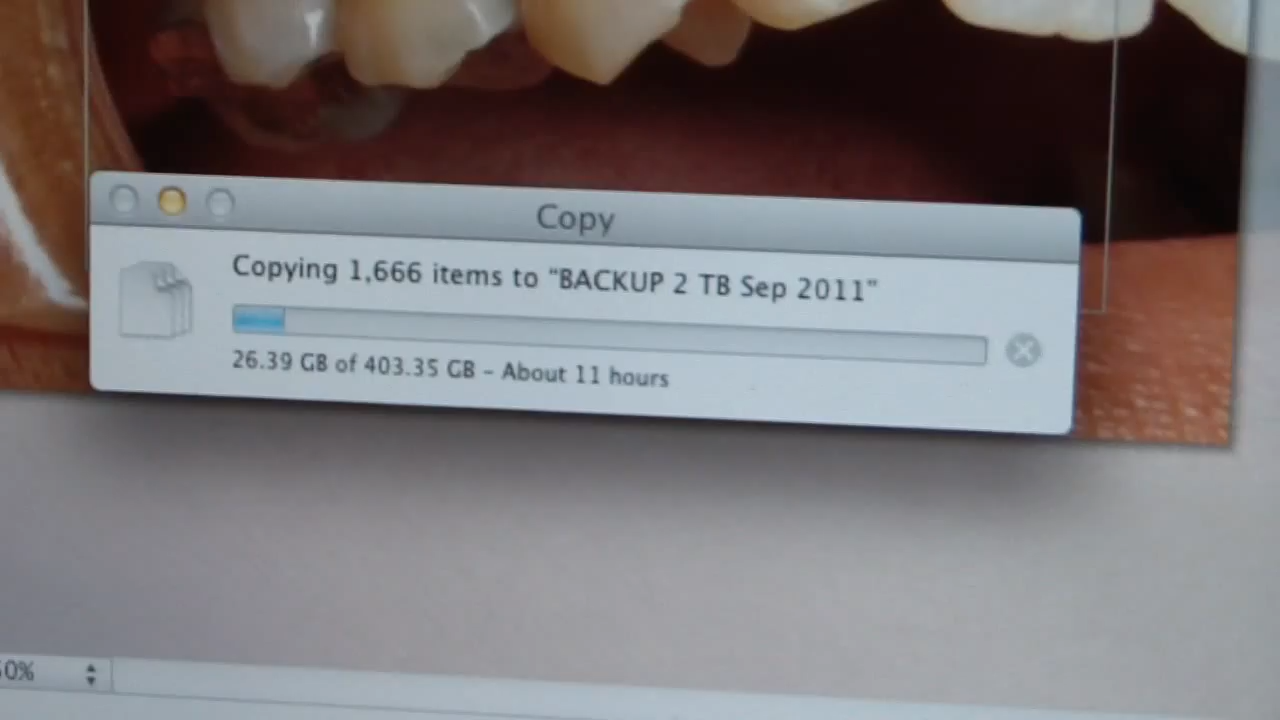 Copy
Copying 1,666 items to "BACKUP 2 TB Sep 2011"
26.39 GB of 403.35 GB - About 11 hours